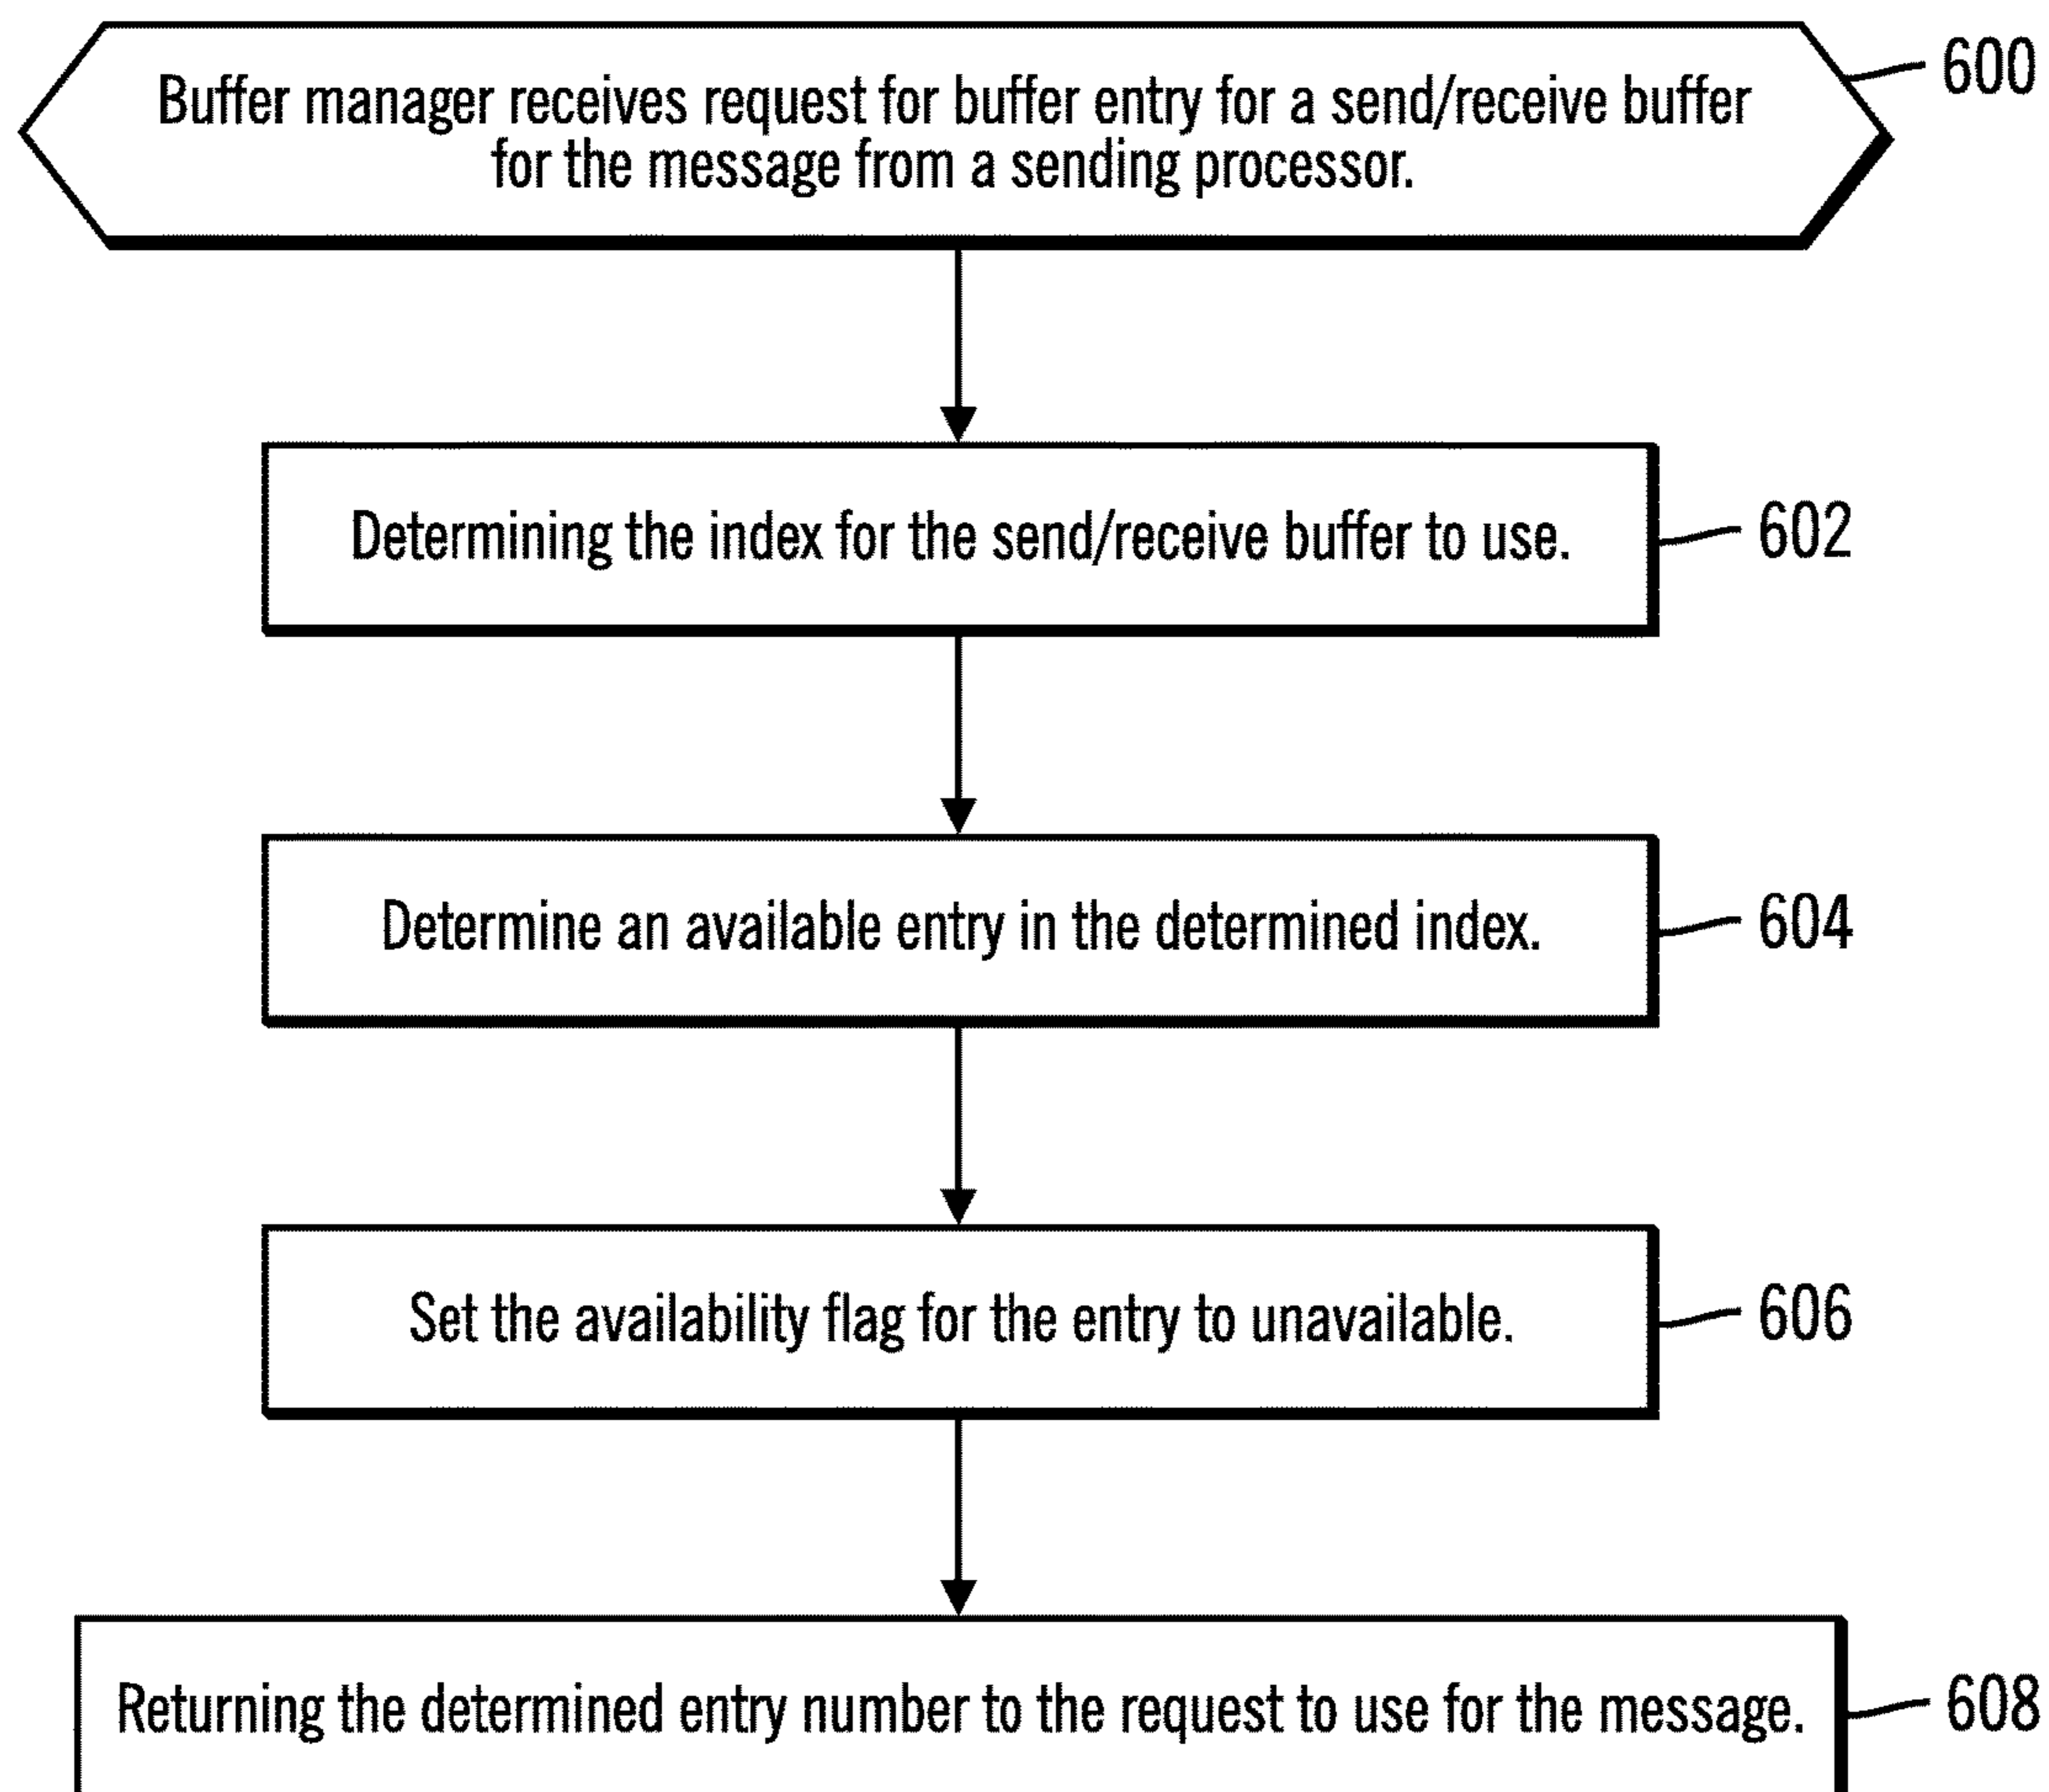 Buffer manager receives request for buffer entry for a send/receive buffer
for the message from a sending processor.
600
Determining the index for the send/receive buffer to use.
602
Determine an available entry in the determined index.
604
Set the availability flag for the entry to unavailable.
606
Returning the determined entry number to the request to use for the message.
608